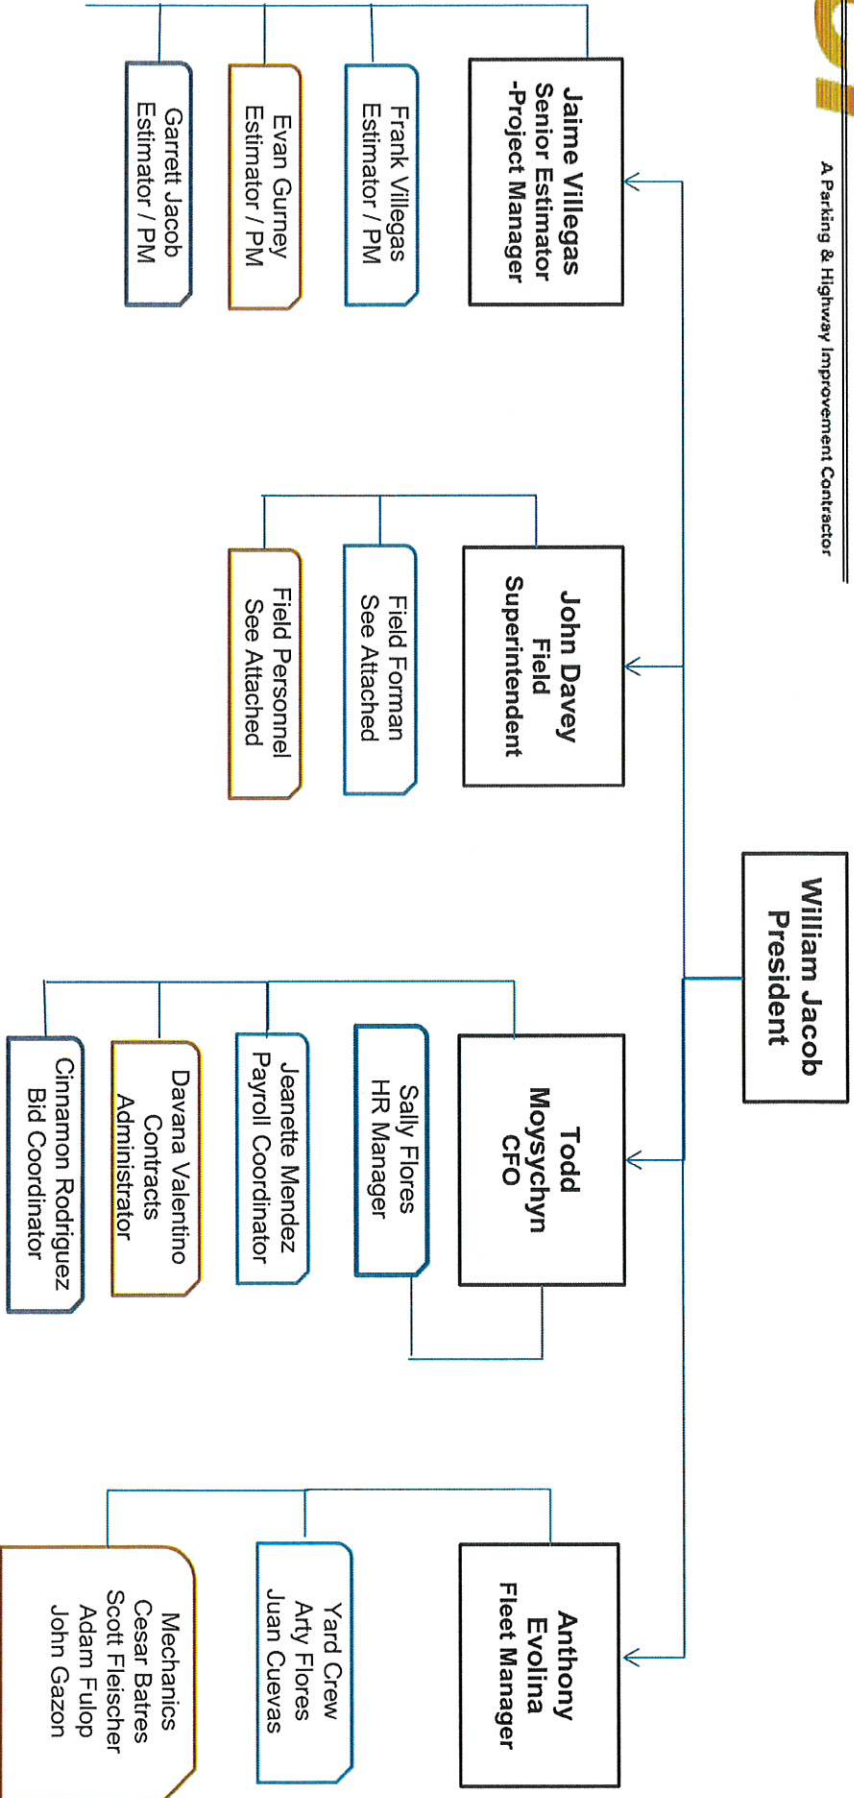 A Parking & Highway Improvement Contractor
William Jacob
President
Jaime Villegas
Senior Estimator
-Project Manager
Frank Villegas
Estimator / PM
Evan Gurney
Estimator / PM
Garrett Jacob
Estimator / PM
John Davey
Field
Superintendent
Field Forman
See Attached
Field Personnel
See Attached
Todd
Moysychyn
CFO
Sally Flores
HR Manager
Jeanette Mendez
Payroll Coordinator
Davana Valentino
Contracts
Administrator
Cinnamon Rodriguez
Bid Coordinator
Anthony
Evolina
Fleet Manager
Yard Crew
Arty Flores
Juan Cuevas
Mechanics
Cesar Batres
Scott Fleischer
Adam Fulop
John Gazon